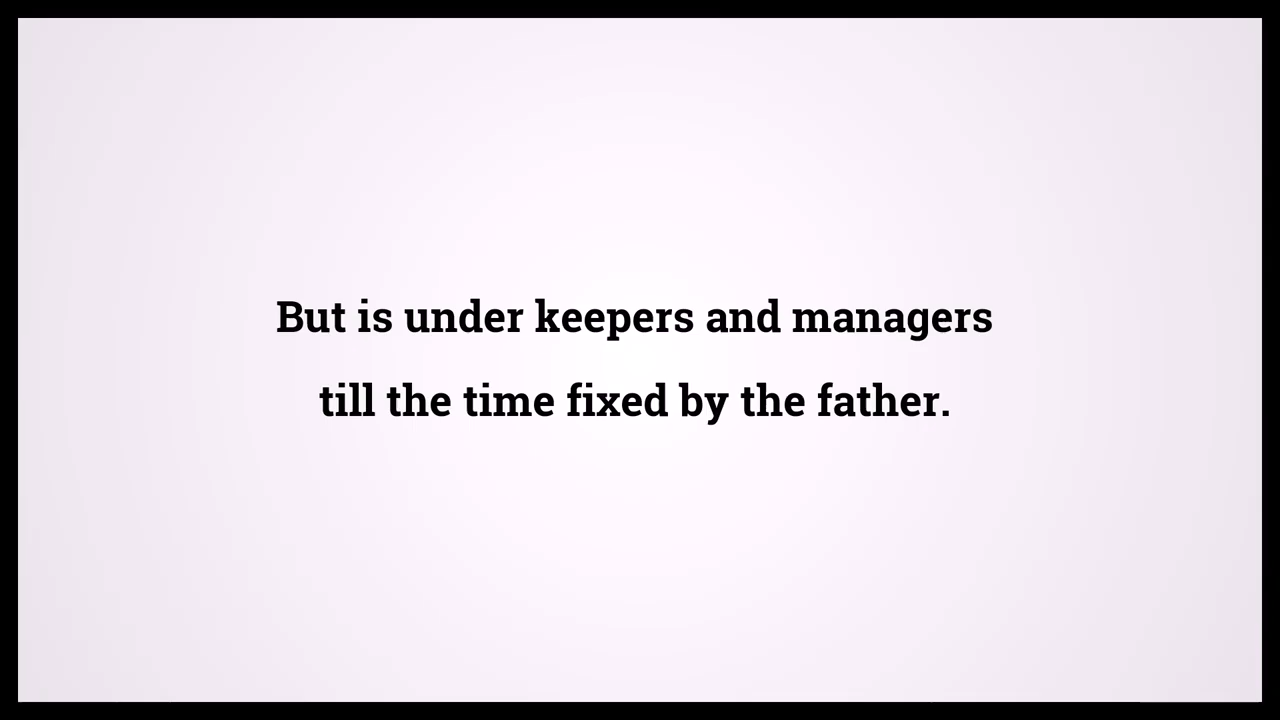 But is under keepers and managers
till the time fixed by the father.